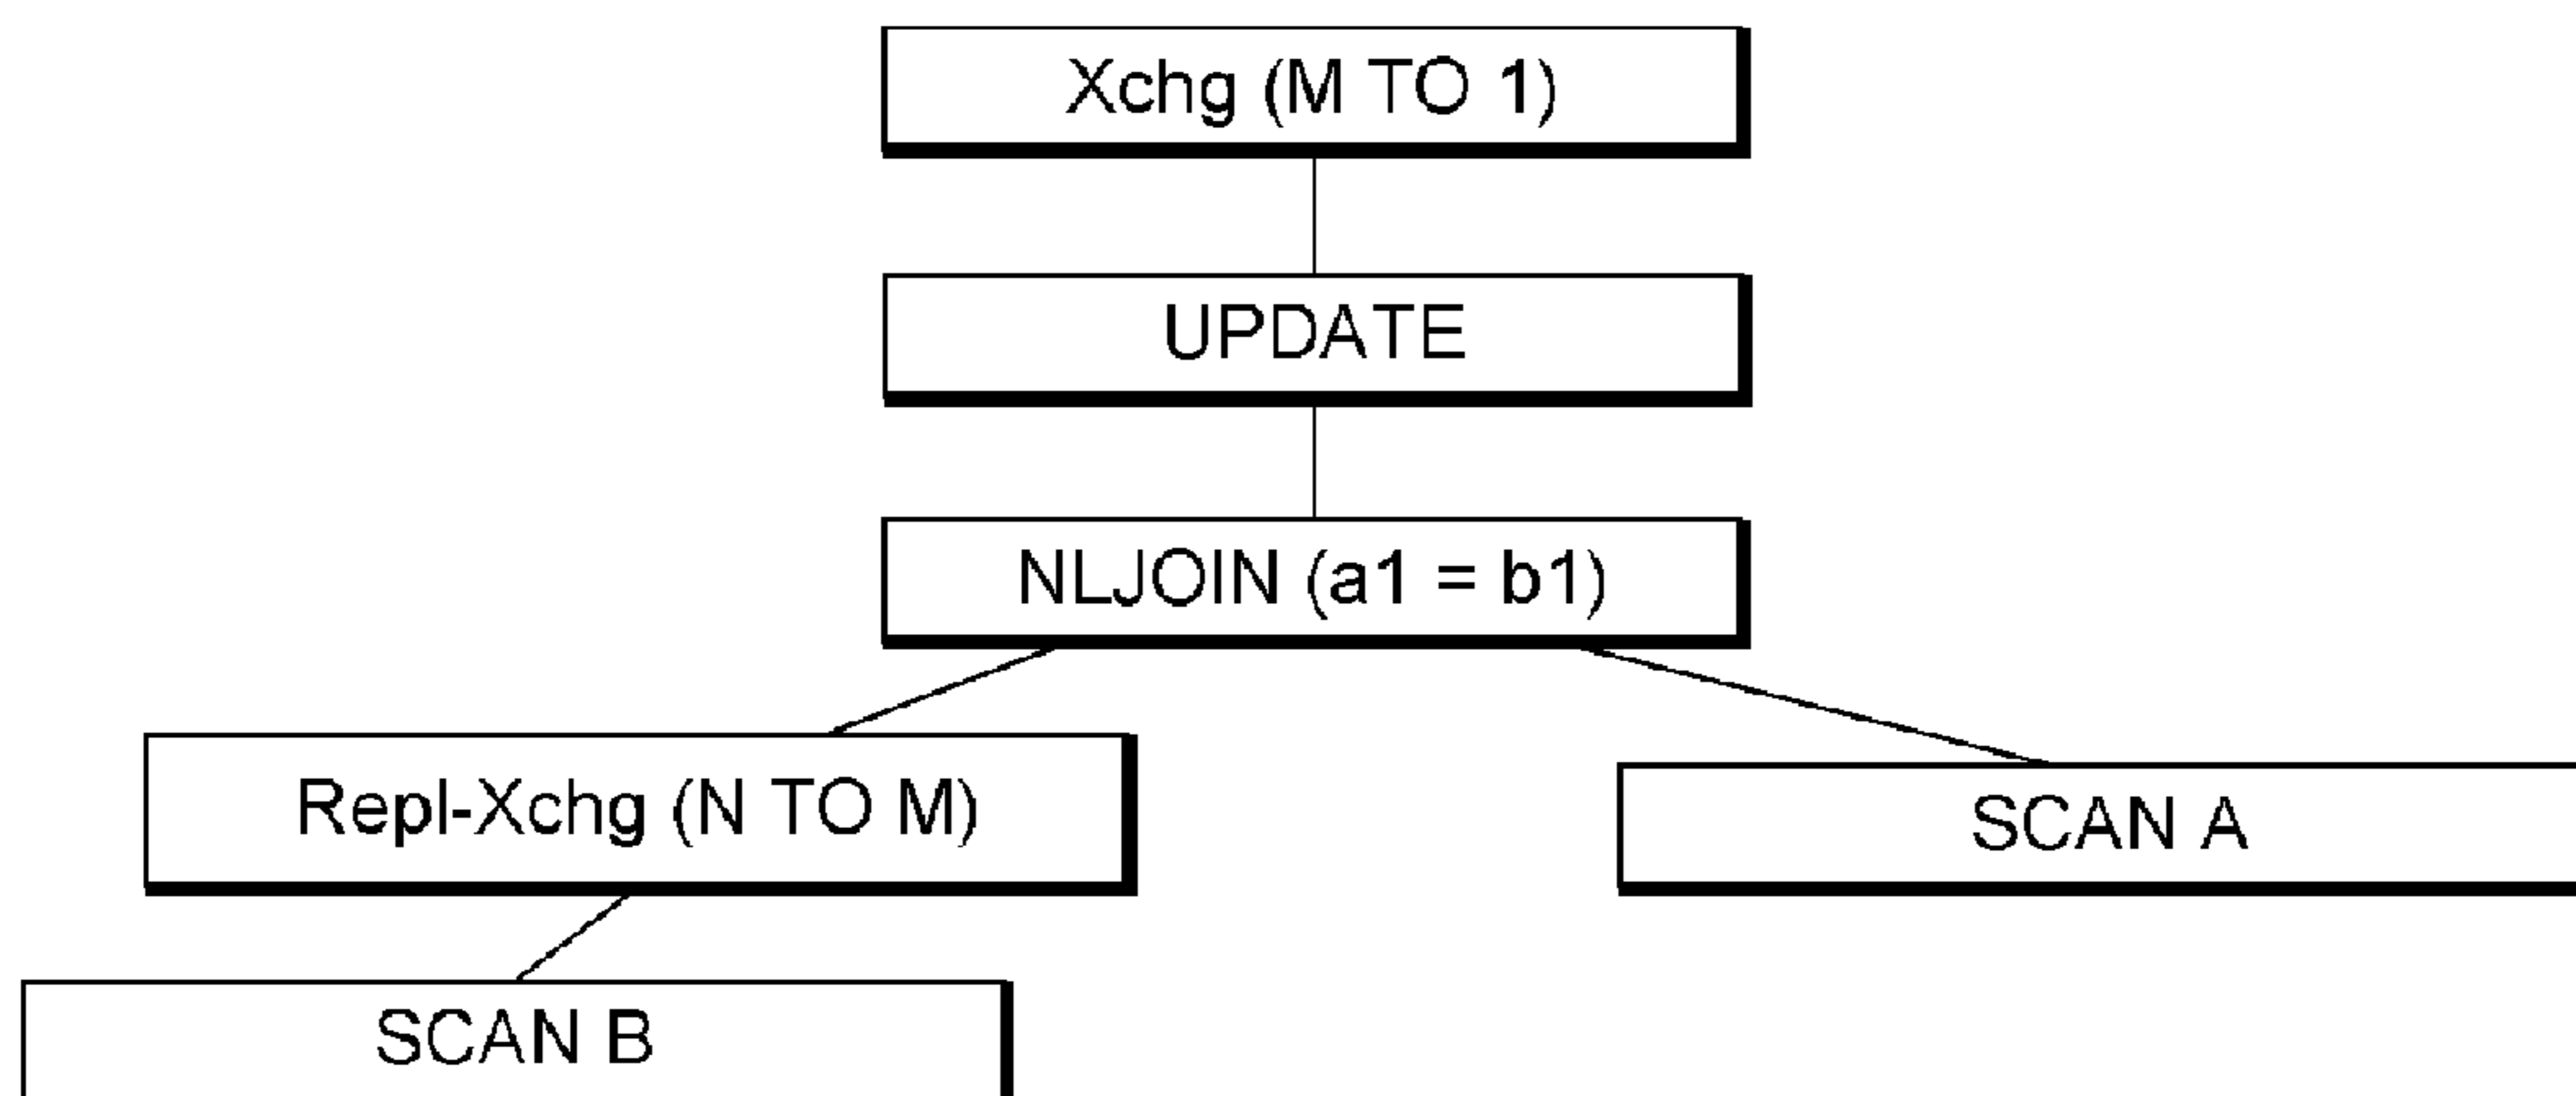 Xchg (M TO 1)
UPDATE
NLJOIN (a1 = b1)
Repl-Xchg (N TO M)
SCAN A
SCAN B